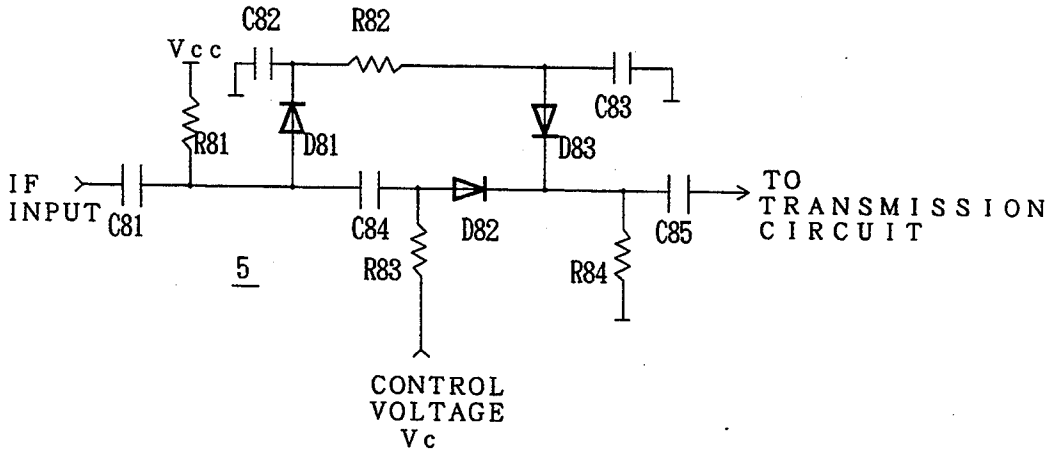 C82
R82
Vcc
C83
R81
D81
D83
IF
INPUT
C81
C84
D82
C85
TO
TRANSMISSION
CIRCUIT
R83
R84
5
CONTROL
VOLTAGE
Vc